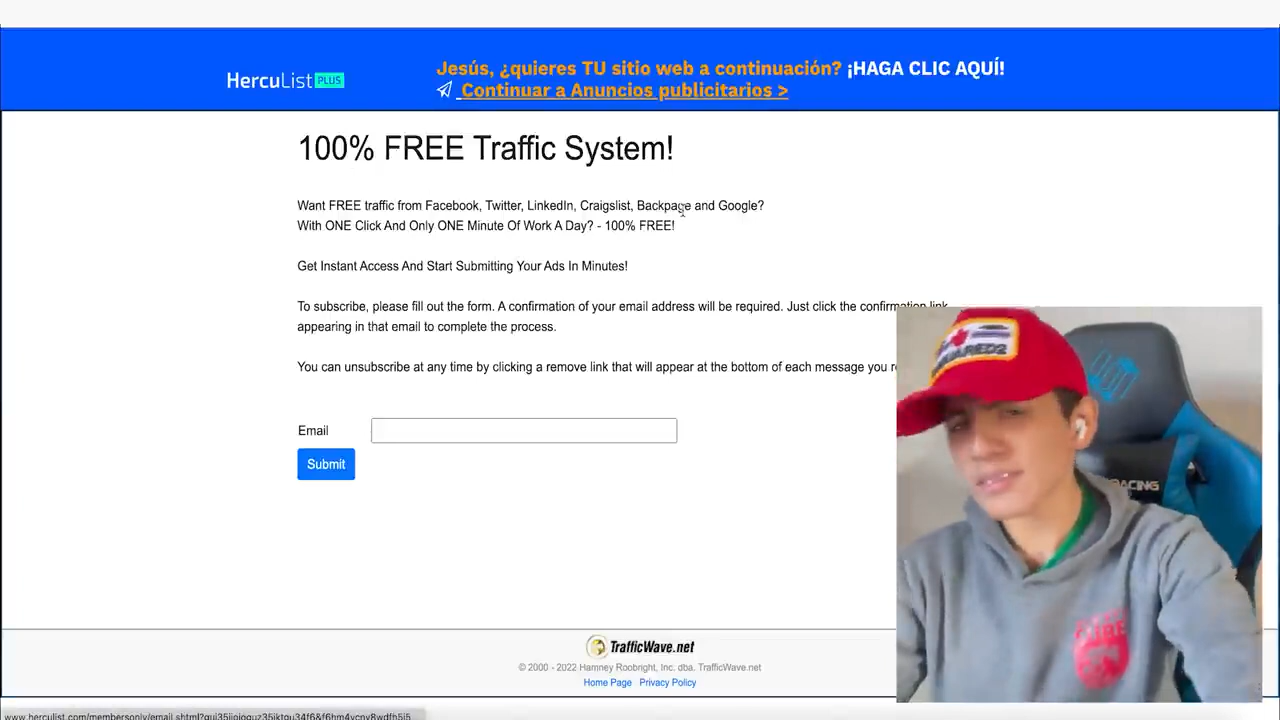 HercuList PLUS
Jesús, ¿quieres TU sitio web a continuación? ¡HAGA CLIC AQUÍ!
Continuar a Anuncios publicitarios >
100% FREE Traffic System!
Want FREE traffic from Facebook, Twitter, LinkedIn, Craigslist, Backpage and Google?
With ONE Click And Only ONE Minute Of Work A Day? - 100% FREE!
Get Instant Access And Start Submitting Your Ads In Minutes!
To subscribe, please fill out the form. A confirmation of your email address will be required. Just click the confirmation link
appearing in that email to complete the process.
You can unsubscribe at any time by clicking a remove link that will appear at the bottom of each message you
Email
Submit
RACING
TrafficWave.net
© 2000 - 2022 Hamney Roobright, Inc. dba. TrafficWave.net
Home Page Privacy Policy